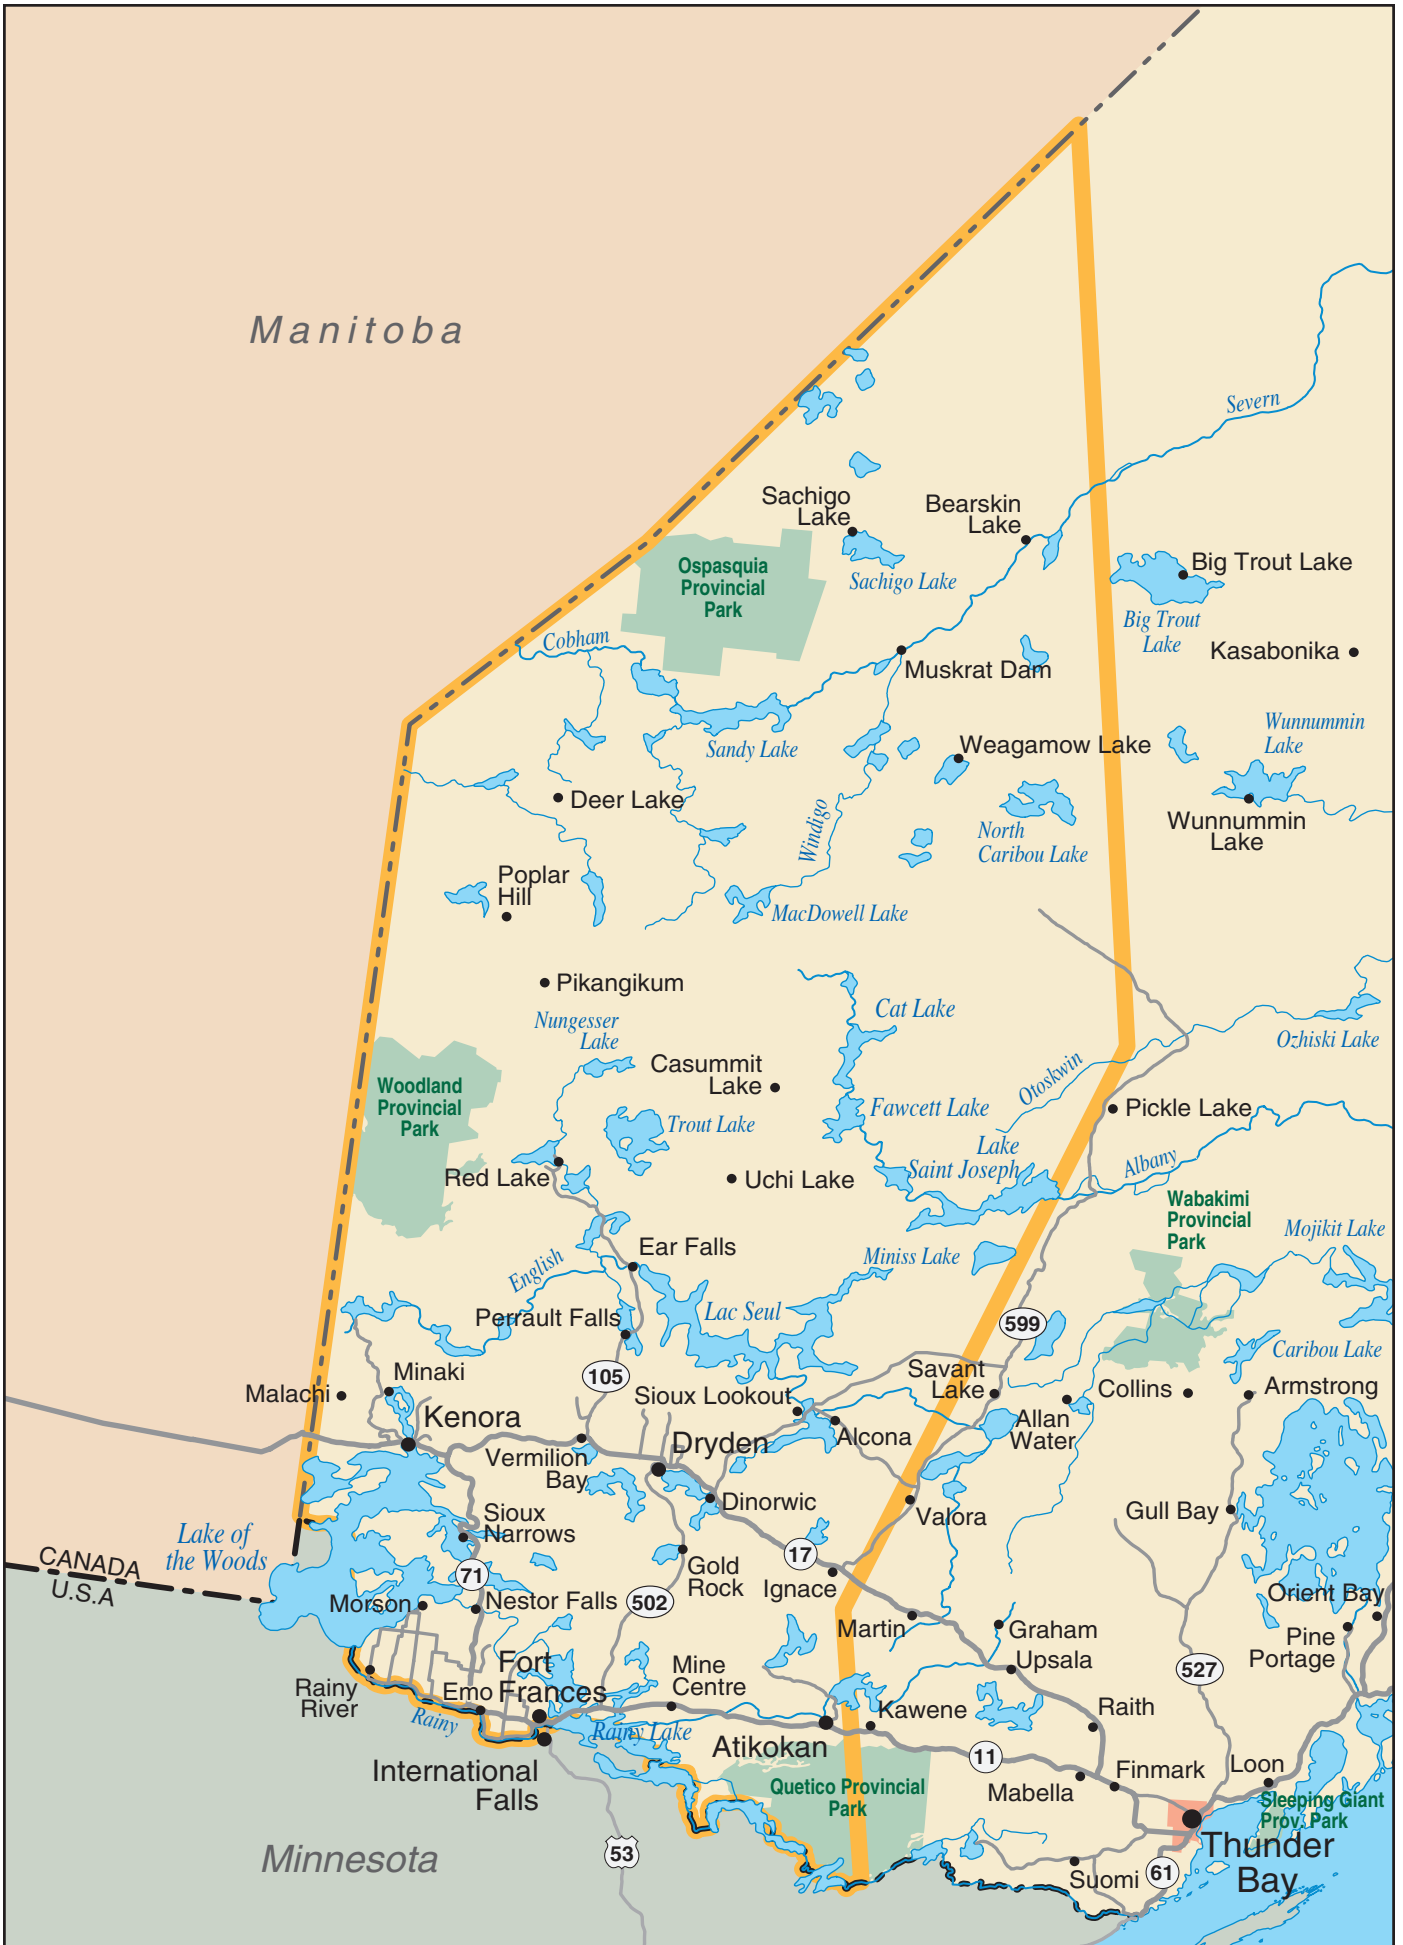 Manitoba
Severn
Sachigo
Lake
Bearskin
Lake
Ospasquia
Provincial
Park
Sachigo Lake
Big Trout Lake
Big Trout
Lake
Cobham
Kasabonika
Muskrat Dam
Sandy Lake
Weagamow Lake
Wunnummin
Lake
Deer Lake
Windigo
North
Caribou Lake
Wunnummin
Lake
Poplar
Hill
MacDowell Lake
Pikangikum
Nungesser
Lake
Cat Lake
Ozhiski Lake
Casummit
Lake
Otoskwin
Woodland
Provincial
Park
Trout Lake
Fawcett Lake
Pickle Lake
Lake
Saint Joseph
Albany
Red Lake
Uchi Lake
Wabakimi
Provincial
Park
Mojikit Lake
Ear Falls
Miniss Lake
English
Perrault Falls
Lac Seul
599
Caribou Lake
105
Savant
Lake
Minaki
Malachi
Sioux Lookout
Collins
Armstrong
Kenora
Allan
Water
Alcona
Dryden
Vermilion
Bay
Dinorwic
Valora
Gull Bay
Sioux
Narrows
Lake of
the Woods
CANADA
U.S.A
17
Gold
Rock
Ignace
71
Nestor Falls
502
Morson
Orient Bay
Martin
Graham
Pine
Portage
Upsala
527
Fort
Frances
Mine
Centre
Rainy
River
Emo
Rainy
Rainy Lake
Kawene
Raith
Atikokan
11
International
Falls
Quetico Provincial
Park
Mabella
Finmark
Loon
Sleeping Giant
Prov. Park
Minnesota
53
Thunder
Bay
Suomi
61